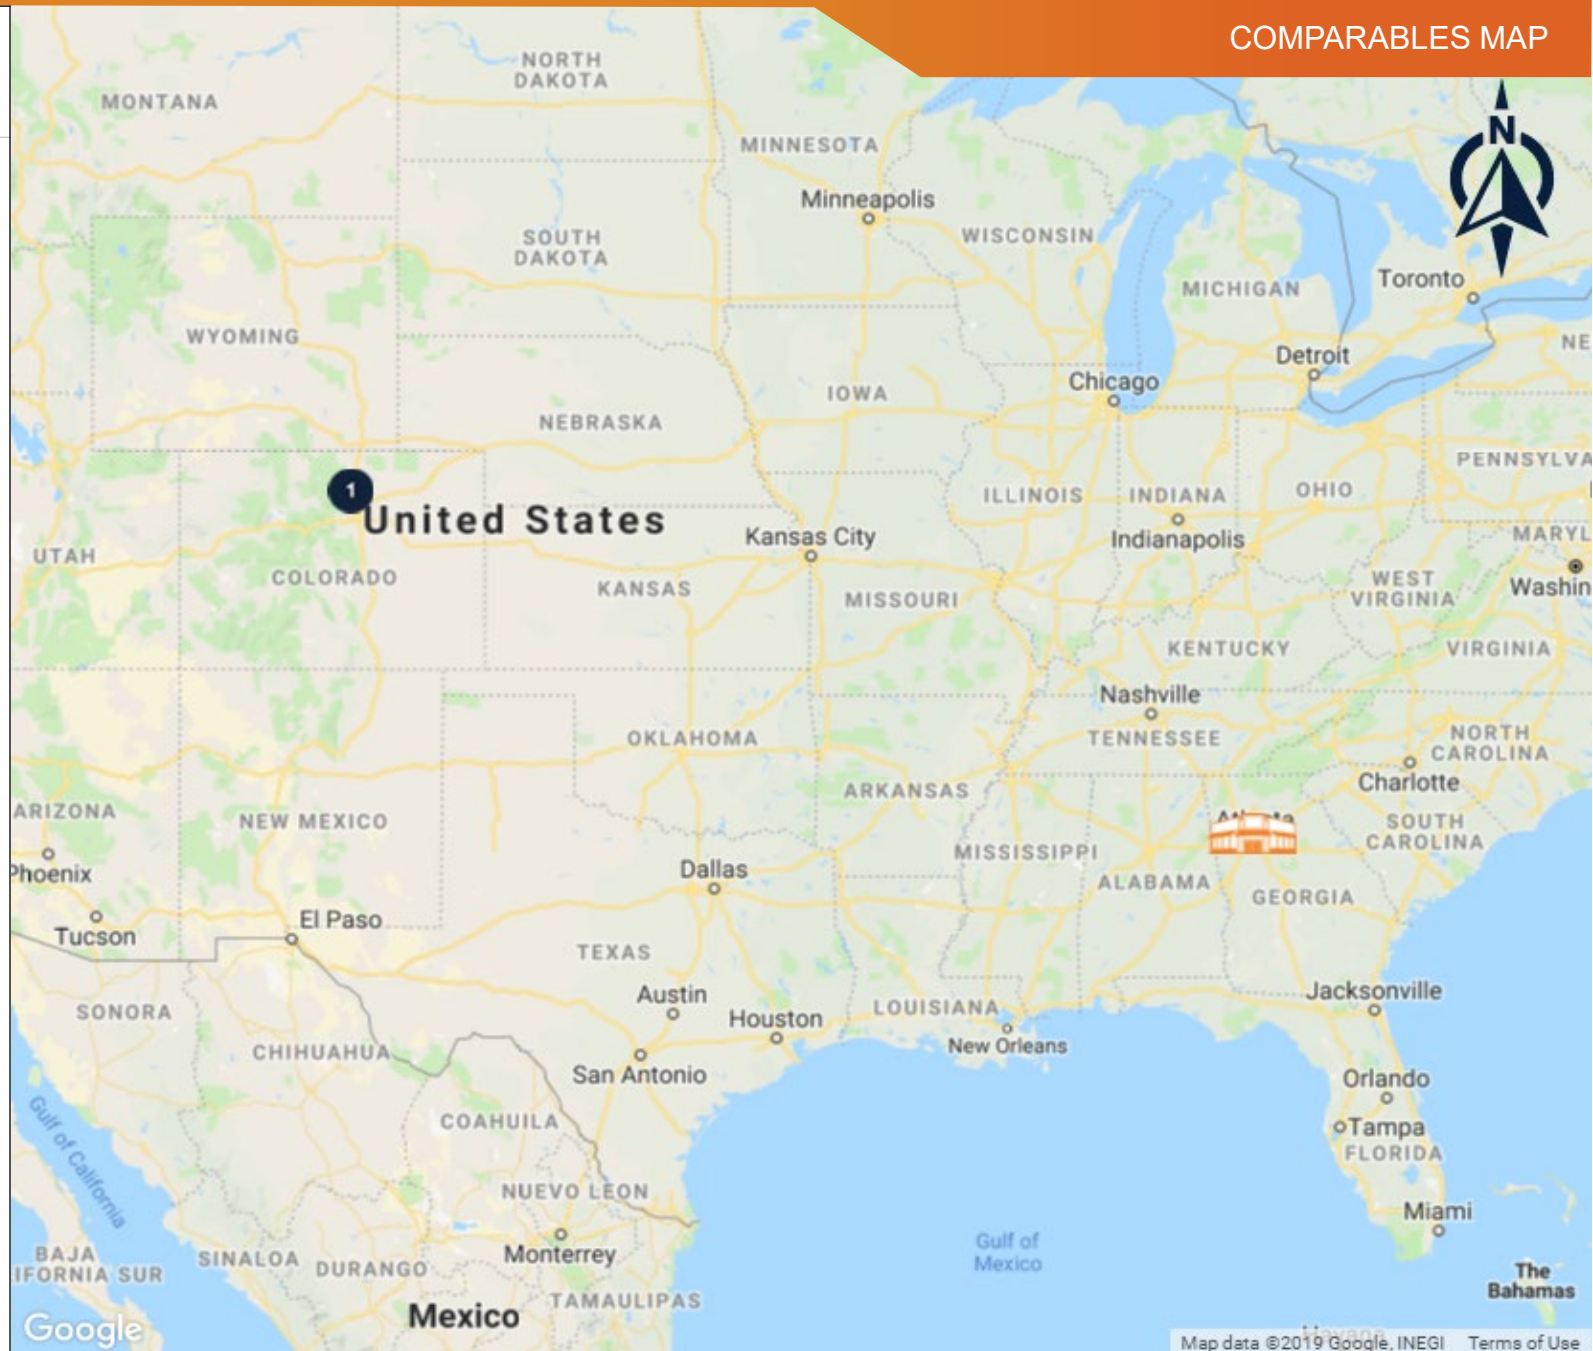 COMPARABLES MAP
N
NORTH
DAKOTA
MONTANA
MINNESOTA
Minneapolis
WISCONSIN
SOUTH
DAKOTA
MICHIGAN
Toronto
WYOMING
NE
Detroit
Chicago
IOWA
NEBRASKA
PENNSYLVA
1
ILLINOIS
INDIANA
OHIO
United States
Kansas City
Indianapolis
MARYL
UTAH
COLORADO
KANSAS
MISSOURI
WEST
VIRGINIA
Washin
KENTUCKY
VIRGINIA
Nashville
TENNESSEE
OKLAHOMA
NORTH
CAROLINA
Charlotte
ARKANSAS
ARIZONA
NEW MEXICO
Atlanta
SOUTH
CAROLINA
Phoenix
MISSISSIPPI
Dallas
ALABAMA
GEORGIA
Tucson
El Paso
TEXAS
Austin
Jacksonville
SONORA
Houston
LOUISIANA
New Orleans
CHIHUAHUA
San Antonio
Orlando
COAHUILA
Tampa
FLORIDA
Gulf of California
NUEVO LEON
Miami
Monterrey
Gulf of
Mexico
BAJA
IFORNIA SUR
SINALOA
DURANGO
The
Bahamas
TAMAULIPAS
Mexico
Google
Havana
Map data ©2019 Google, INEGI Terms of Use